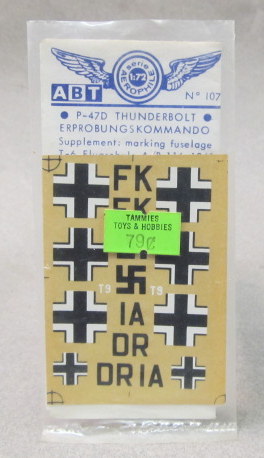 série
1:72
AEROPHILE
ABT
Nº 107
• P-47D THUNDERBOLT •
ERPROBUNGSKOMMANDO
Supplement: marking fuselage
FK
TAMMIES
TOYS & HOBBIES
79¢
T9 T9
IA
DR
DR IA